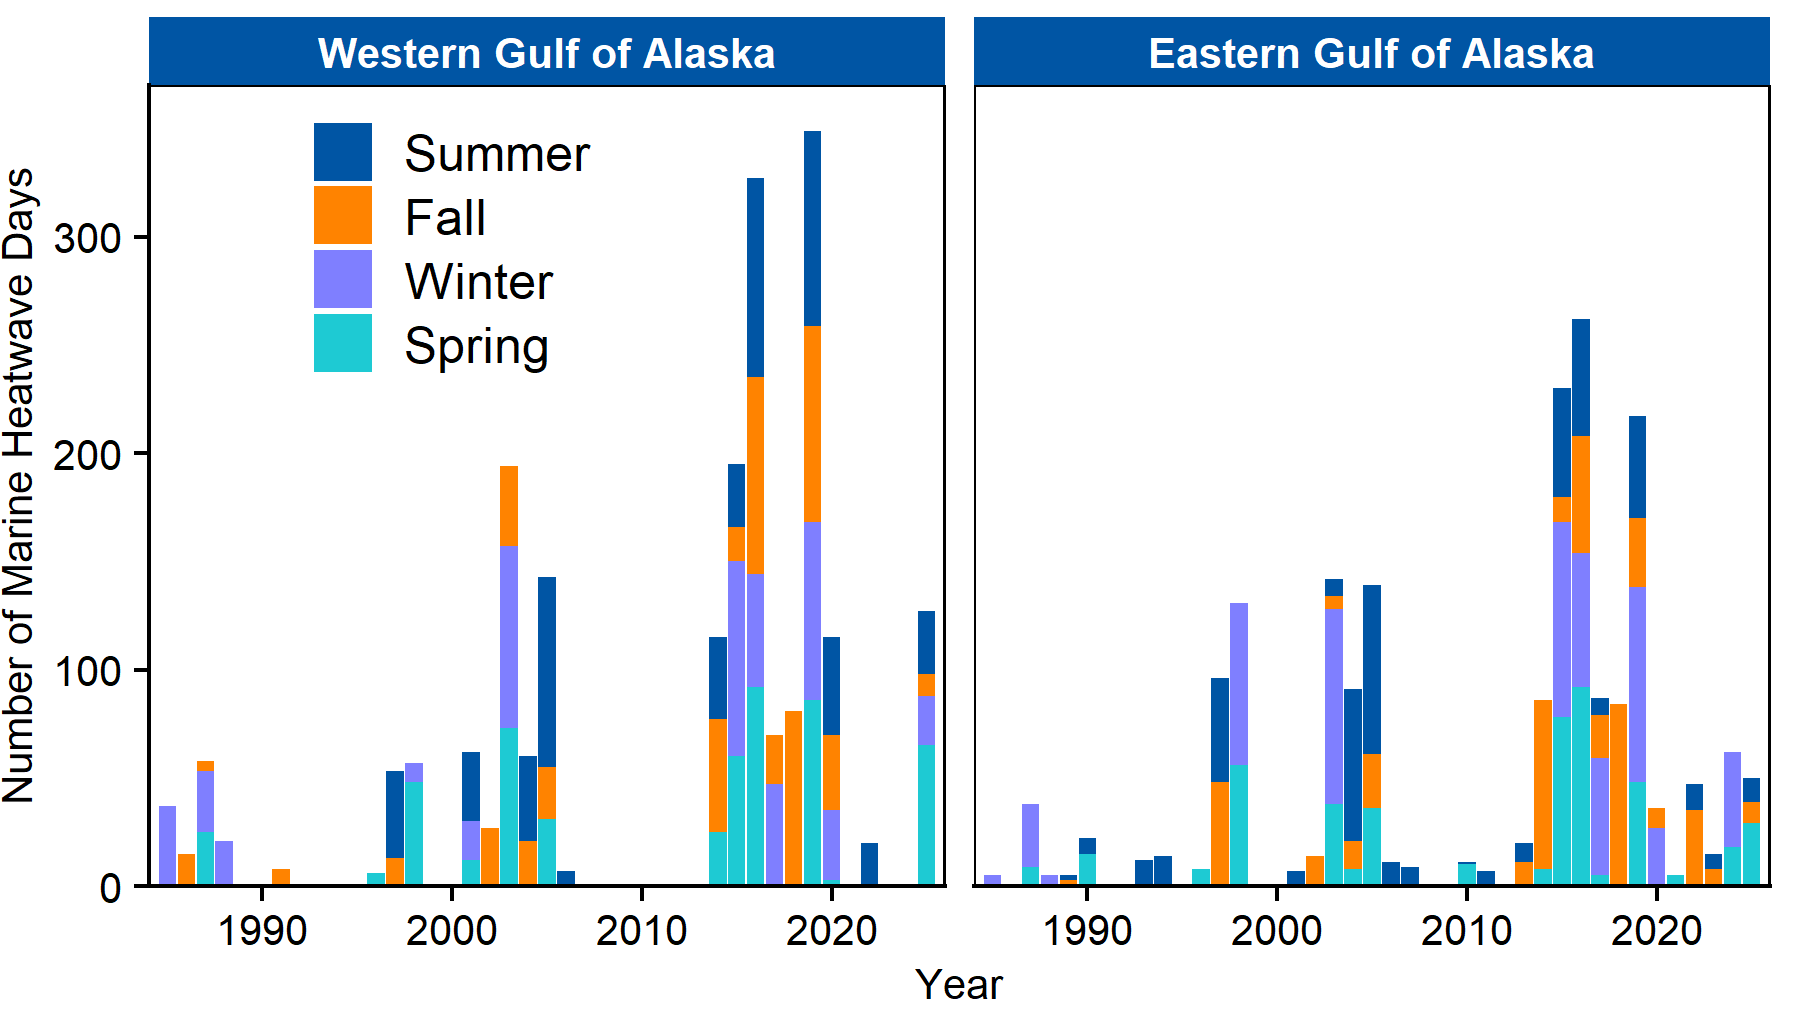 Western Gulf of Alaska
Eastern Gulf of Alaska
Summer
Fall
Winter
Spring
Number of Marine Heatwave Days
300
200
100
0
1990
2000
2010
2020
1990
2000
2010
2020
Year